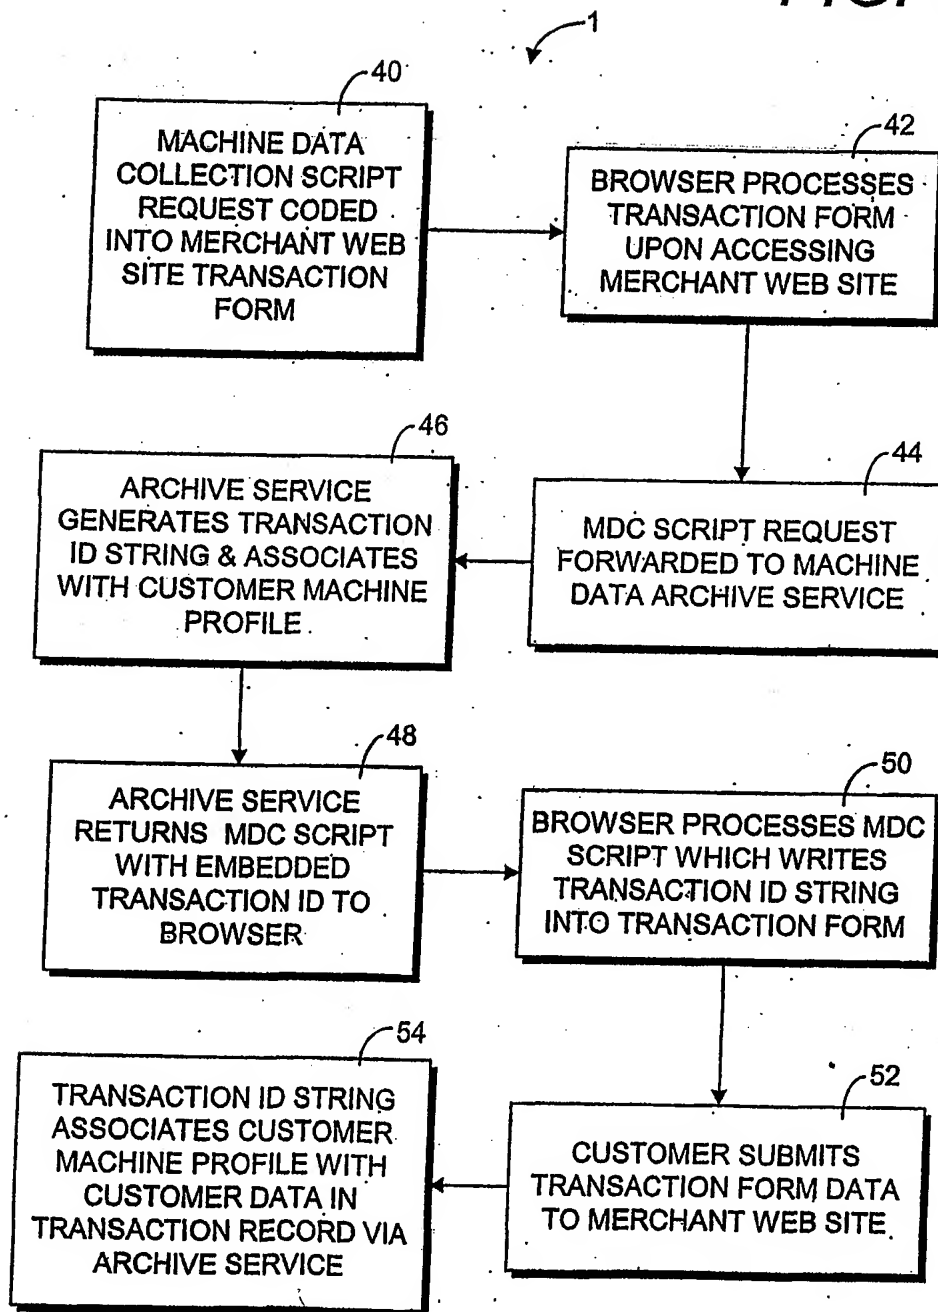 1
40
MACHINE DATA
COLLECTION SCRIPT
REQUEST CODED
INTO MERCHANT WEB
SITE TRANSACTION
FORM
42
BROWSER PROCESSES
TRANSACTION FORM
UPON ACCESSING
MERCHANT WEB SITE
44
MDC SCRIPT REQUEST
FORWARDED TO MACHINE
DATA ARCHIVE SERVICE
46
ARCHIVE SERVICE
GENERATES TRANSACTION
ID STRING & ASSOCIATES
WITH CUSTOMER MACHINE
PROFILE
48
ARCHIVE SERVICE
RETURNS MDC SCRIPT
WITH EMBEDDED
TRANSACTION ID TO
BROWSER
50
BROWSER PROCESSES MDC
SCRIPT WHICH WRITES
TRANSACTION ID STRING
INTO TRANSACTION FORM
52
CUSTOMER SUBMITS
TRANSACTION FORM DATA
TO MERCHANT WEB SITE
54
TRANSACTION ID STRING
ASSOCIATES CUSTOMER
MACHINE PROFILE WITH
CUSTOMER DATA IN
TRANSACTION RECORD VIA
ARCHIVE SERVICE